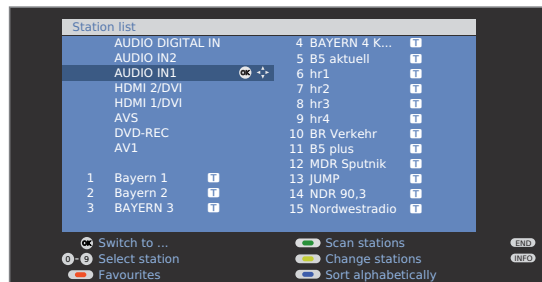 Station list
AUDIO DIGITAL IN
AUDIO IN2
AUDIO IN1 OK
HDMI 2/DVI
HDMI 1/DVI
AVS
DVD-REC
AV1
1 Bayern 1 T
2 Bayern 2 T
3 BAYERN 3 T
4 BAYERN 4 K... T
5 B5 aktuell T
6 hr1 T
7 hr2 T
8 hr3 T
9 hr4 T
10 BR Verkehr T
11 B5 plus T
12 MDR Sputnik T
13 JUMP T
14 NDR 90,3 T
15 Nordwestradio T
OK Switch to ...
0-9 Select station
Favourites
Scan stations
Change stations
Sort alphabetically
END
INFO